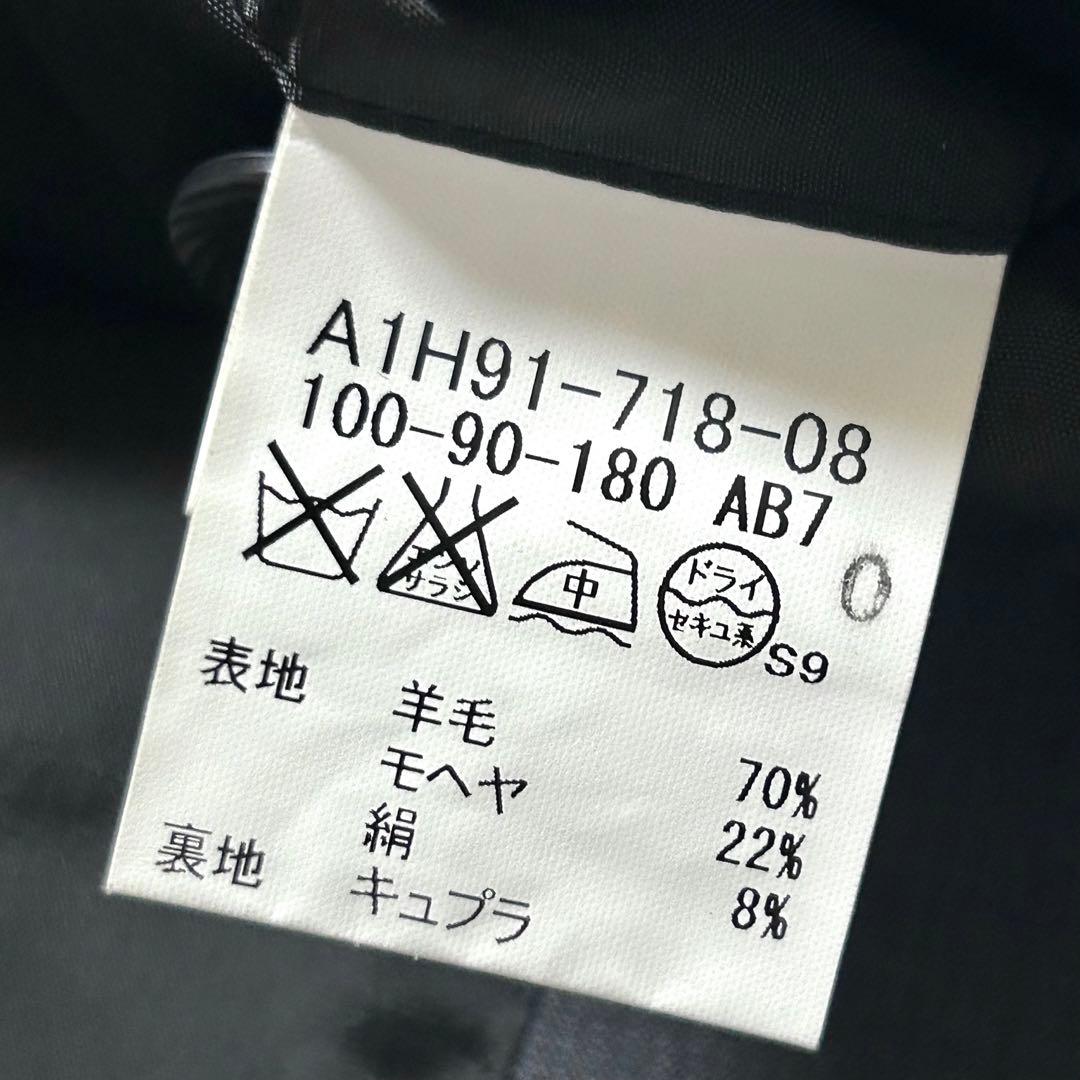 A1H91-718-08
100-90-180 AB7
エンソ
サラシ
中
ドライ
セキユ系
0
S9
表地 羊毛 70%
モヘヤ 22%
絹 8%
裏地 キュプラ